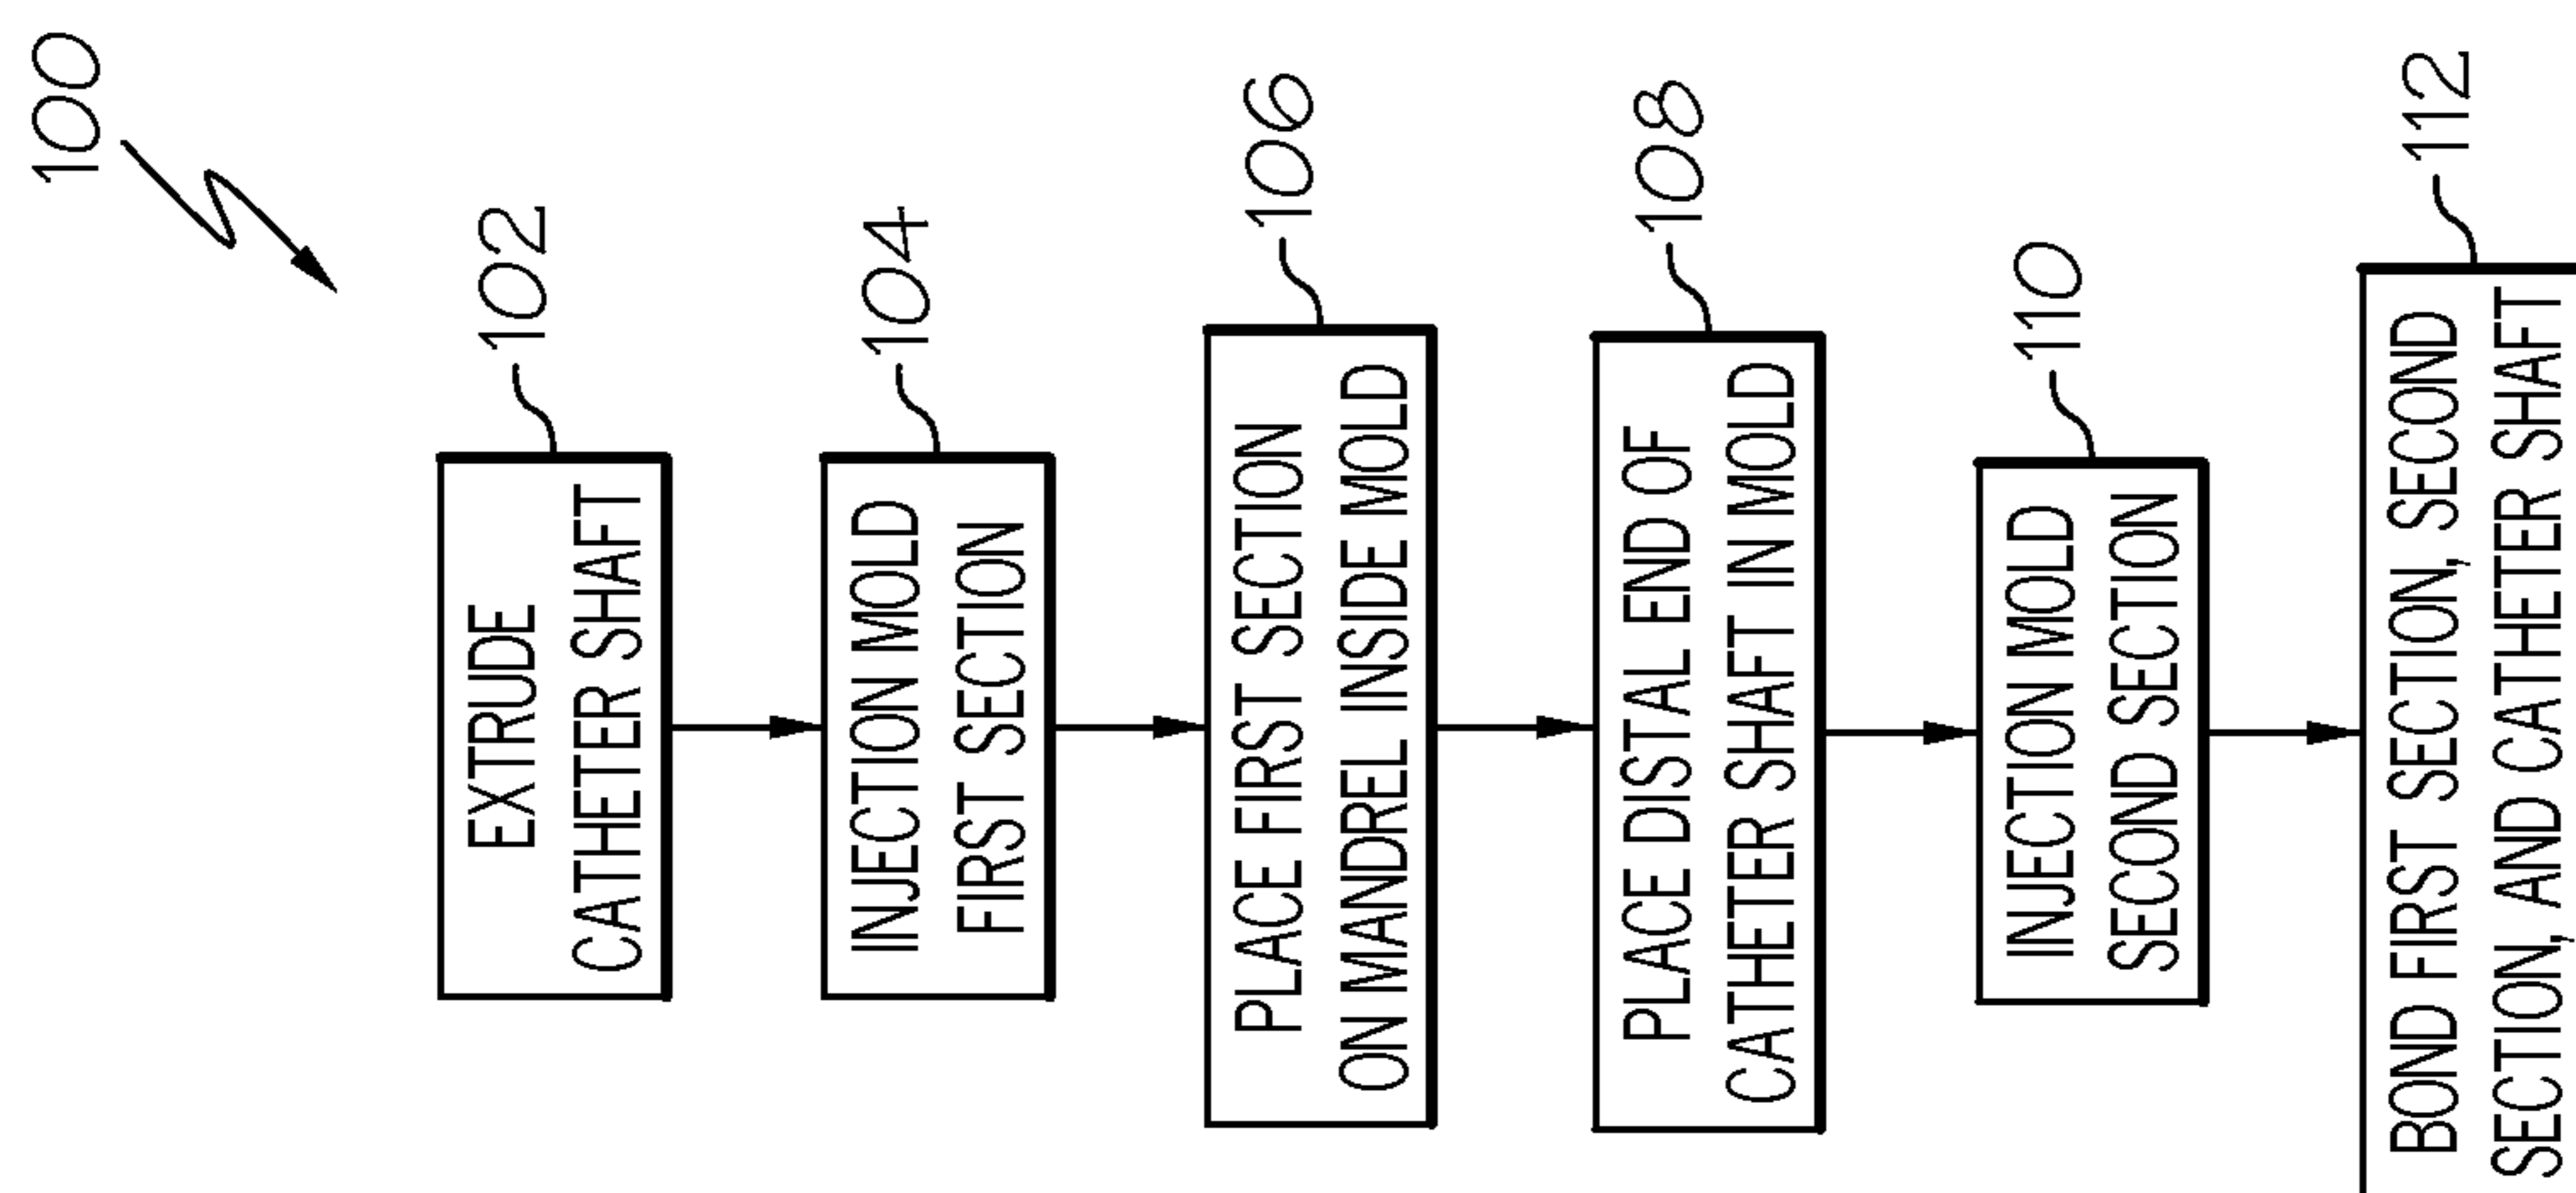 100
102
EXTRUDE
CATHETER SHAFT
104
INJECTION MOLD
FIRST SECTION
106
PLACE FIRST SECTION
ON MANDREL INSIDE MOLD
108
PLACE DISTAL END OF
CATHETER SHAFT IN MOLD
110
INJECTION MOLD
SECOND SECTION
112
BOND FIRST SECTION, SECOND
SECTION, AND CATHETER SHAFT